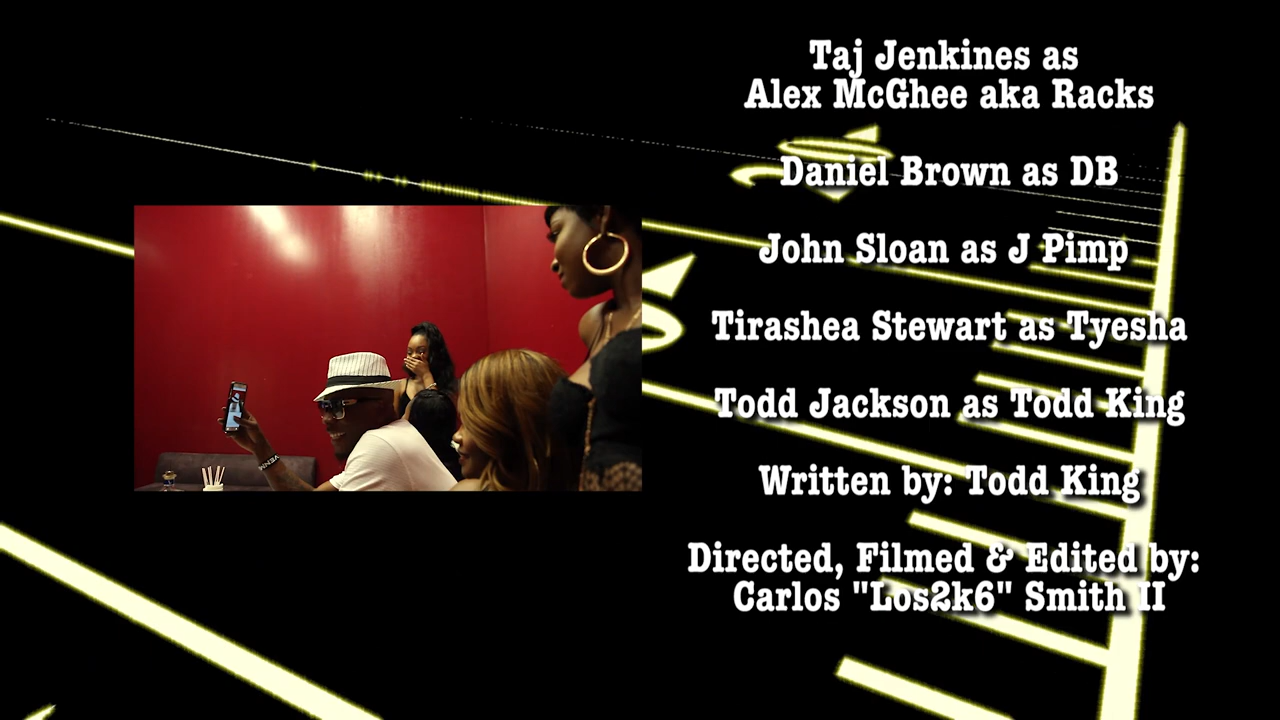 Taj Jenkines as
Alex McGhee aka Racks
Daniel Brown as DB
John Sloan as J Pimp
Tirashea Stewart as Tyesha
Todd Jackson as Todd King
Written by: Todd King
Directed, Filmed & Edited by:
Carlos "Los2k6" Smith II